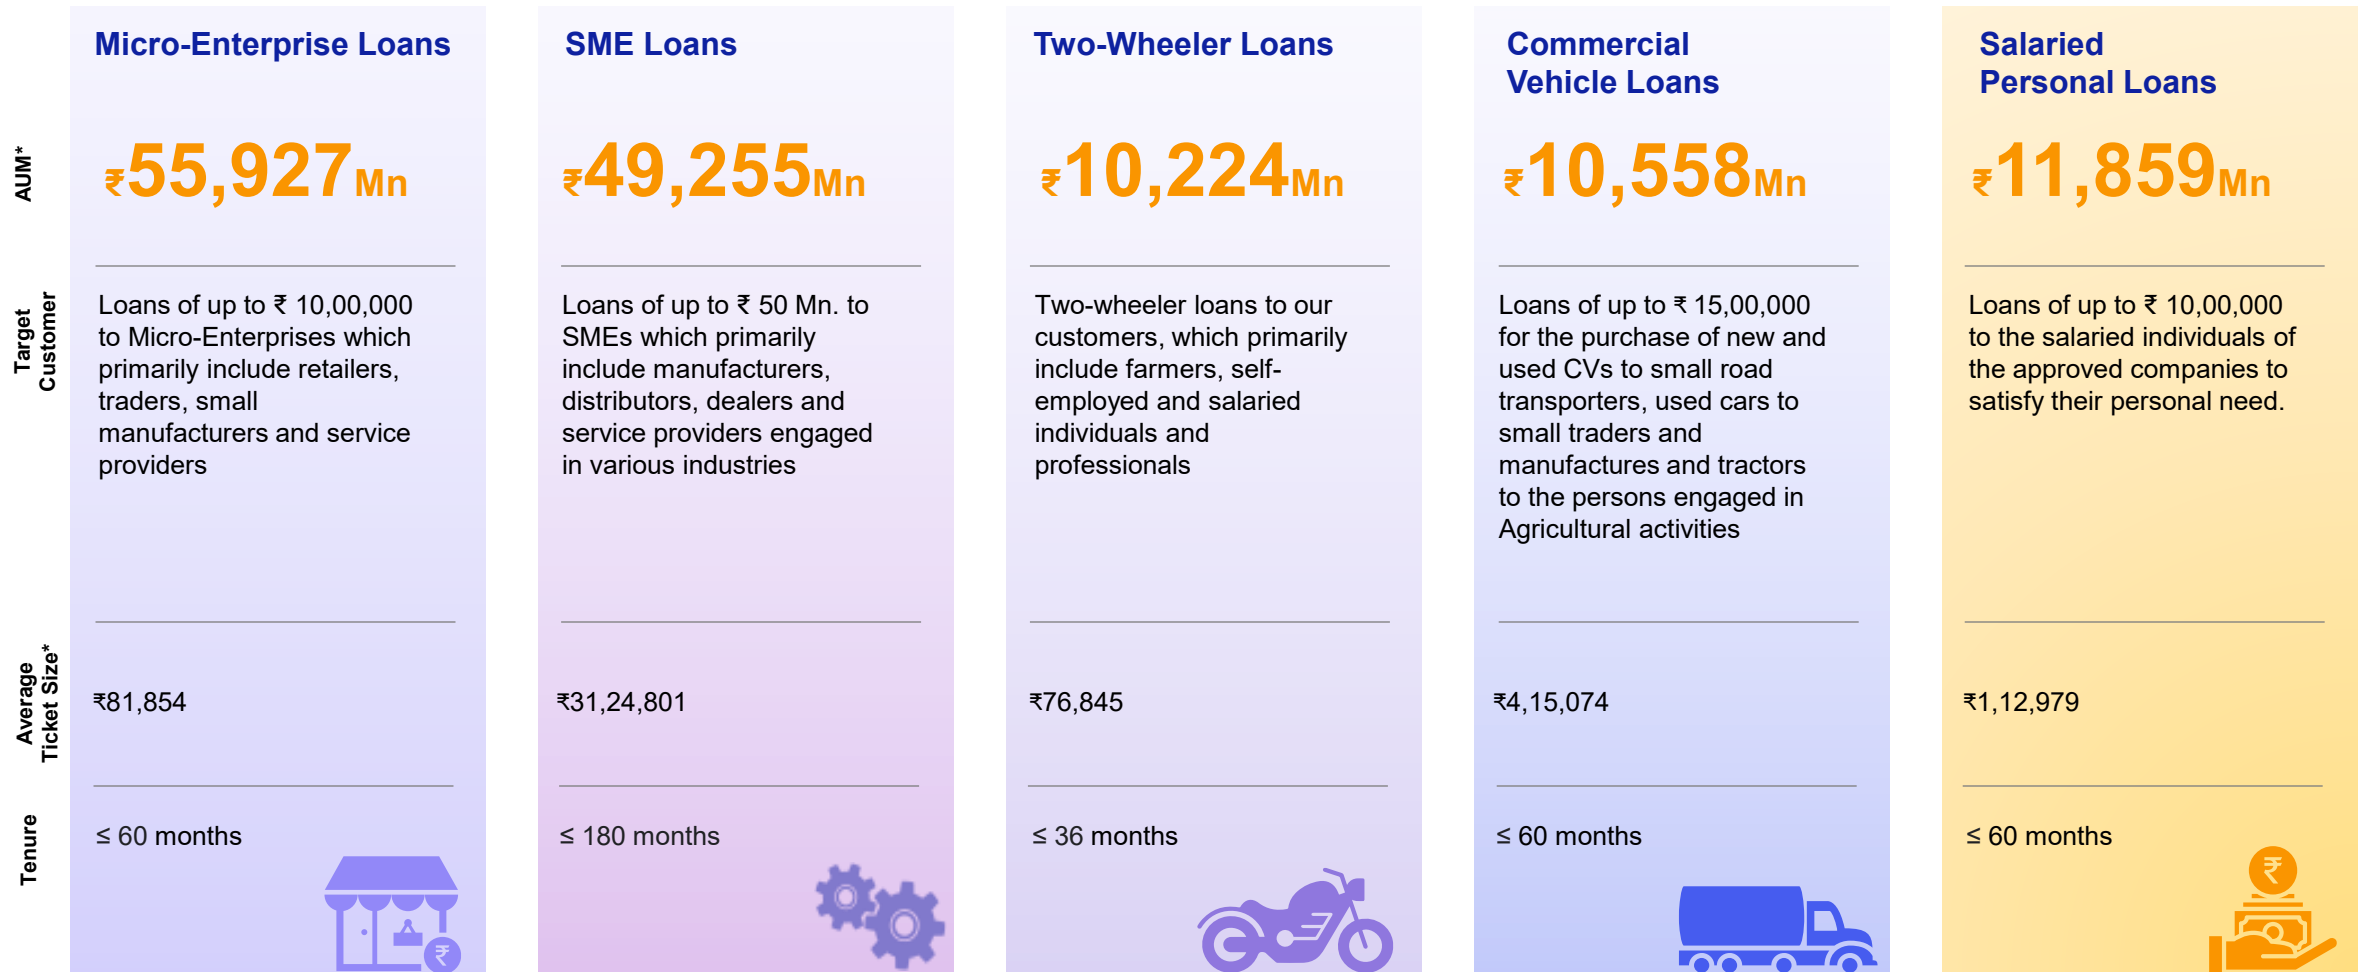 Micro-Enterprise Loans
SME Loans
Two-Wheeler Loans
Commercial
Vehicle Loans
Salaried
Personal Loans
AUM*
₹55,927Mn
₹49,255Mn
₹10,224Mn
₹10,558Mn
₹11,859Mn
Target
Customer
Loans of up to ₹ 10,00,000
to Micro-Enterprises which
primarily include retailers,
traders, small
manufacturers and service
providers
Loans of up to ₹ 50 Mn. to
SMEs which primarily
include manufacturers,
distributors, dealers and
service providers engaged
in various industries
Two-wheeler loans to our
customers, which primarily
include farmers, self-
employed and salaried
individuals and
professionals
Loans of up to ₹ 15,00,000
for the purchase of new and
used CVs to small road
transporters, used cars to
small traders and
manufactures and tractors
to the persons engaged in
Agricultural activities
Loans of up to ₹ 10,00,000
to the salaried individuals of
the approved companies to
satisfy their personal need.
Average
Ticket Size*
₹81,854
₹31,24,801
₹76,845
₹4,15,074
₹1,12,979
Tenure
≤ 60 months
≤ 180 months
≤ 36 months
≤ 60 months
≤ 60 months
₹
₹